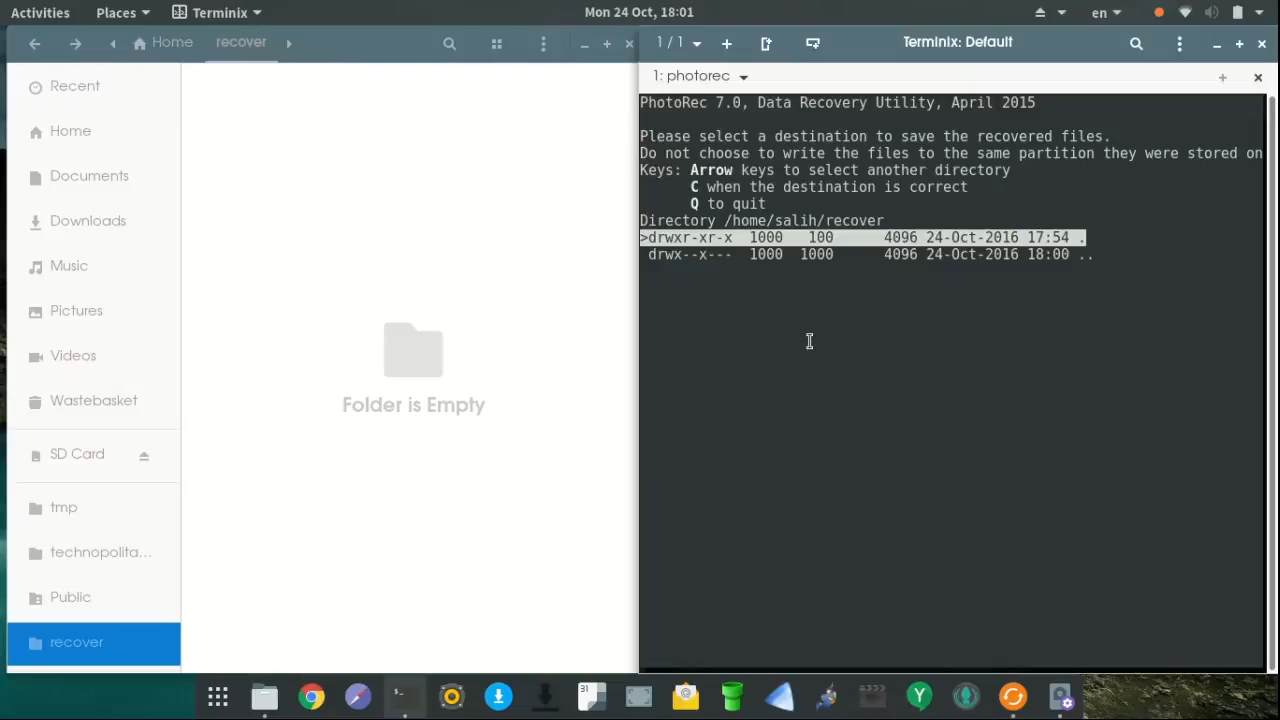 Activities Places Terminix Mon 24 Oct, 18:01 en
Home recover
Recent
Home
Documents
Downloads
Music
Pictures
Videos
Wastebasket
SD Card
tmp
technopolita...
Public
recover
Folder is Empty
1 / 1 Terminix: Default
1: photorec
PhotoRec 7.0, Data Recovery Utility, April 2015
Please select a destination to save the recovered files.
Do not choose to write the files to the same partition they were stored on
Keys: Arrow keys to select another directory
C when the destination is correct
Q to quit
Directory /home/salih/recover
>drwxr-xr-x 1000 100 4096 24-Oct-2016 17:54 .
drwx--x--- 1000 1000 4096 24-Oct-2016 18:00 ..
31
Y